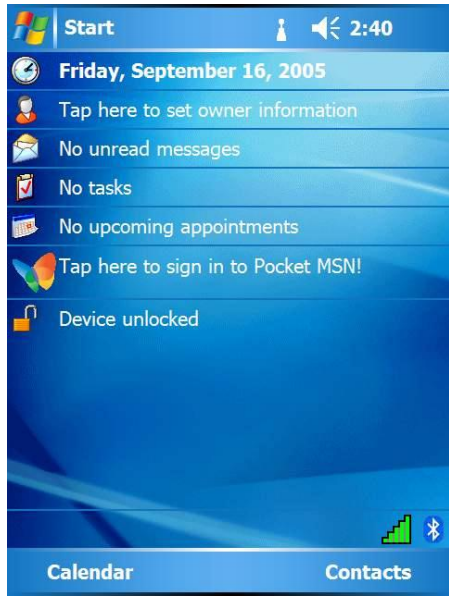 Start 2:40
Friday, September 16, 2005
Tap here to set owner information
No unread messages
No tasks
No upcoming appointments
Tap here to sign in to Pocket MSN!
Device unlocked
Calendar Contacts